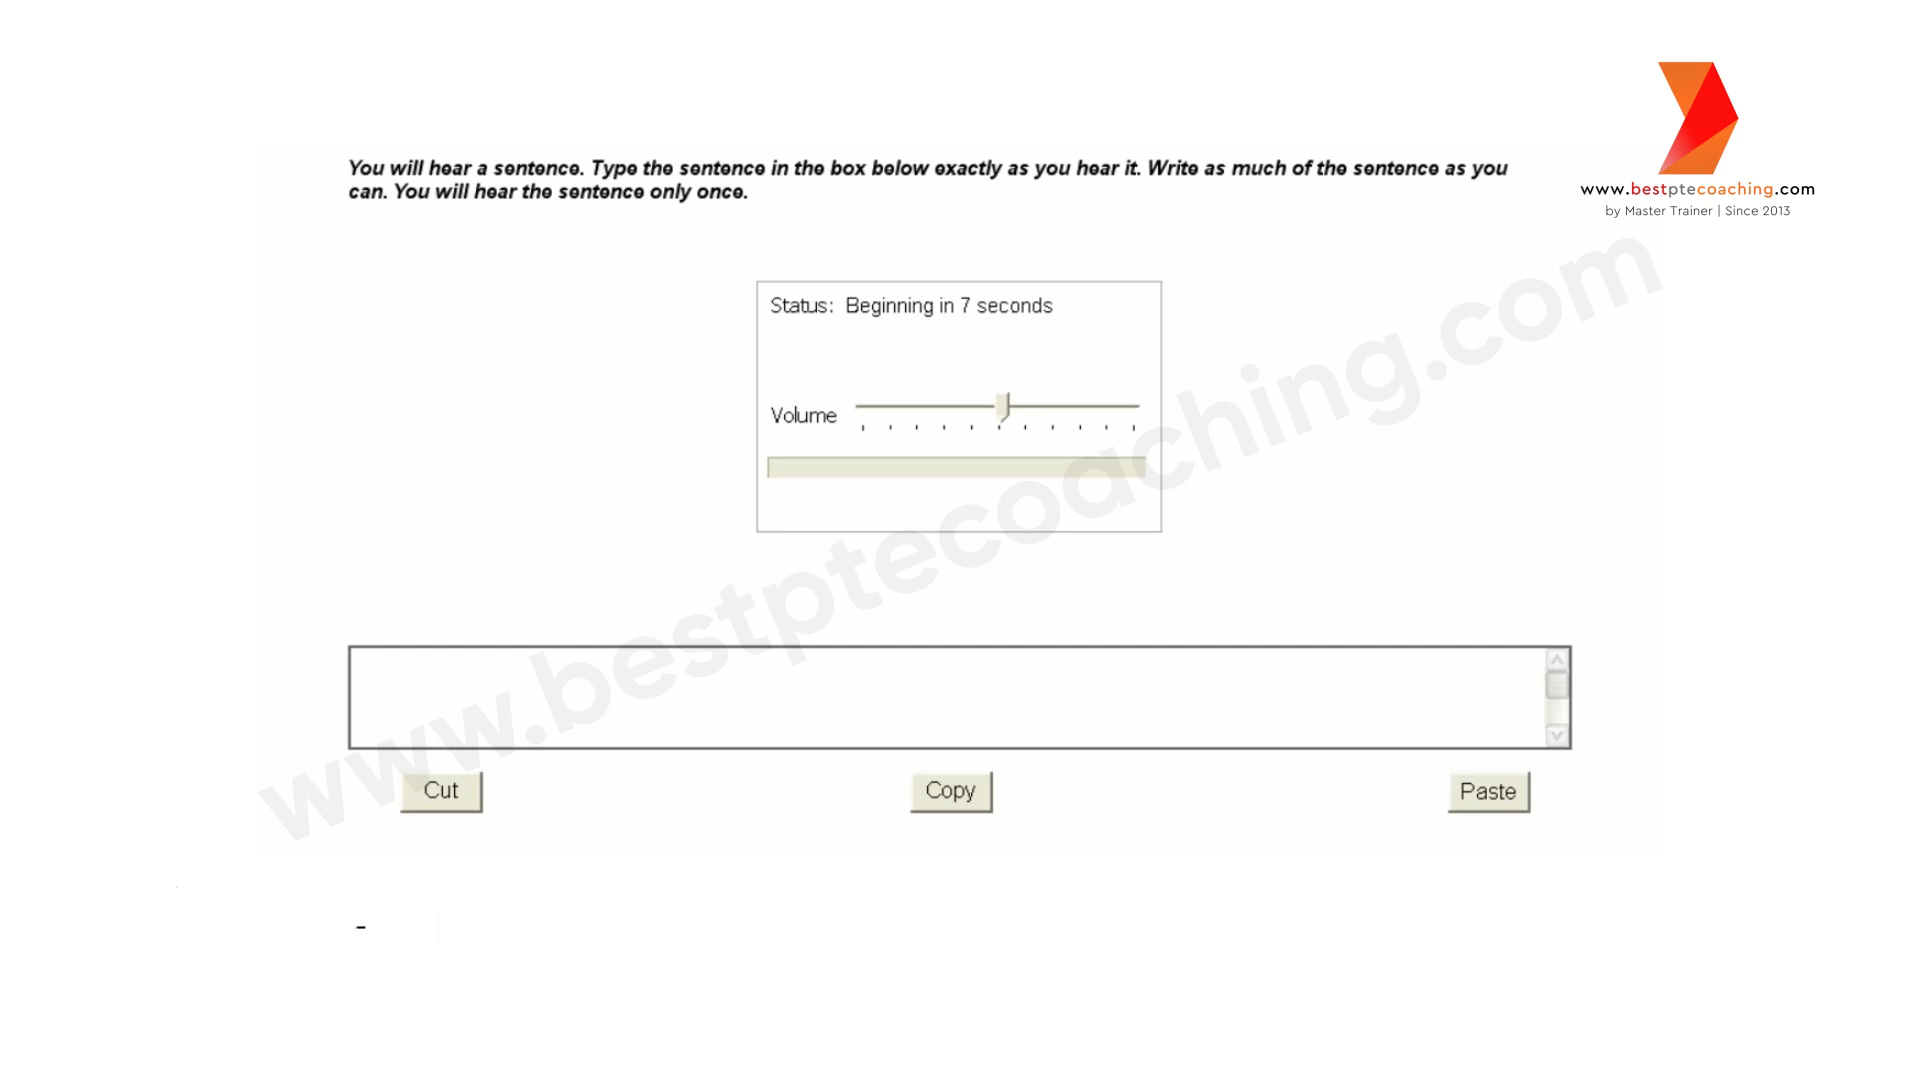 You will hear a sentence. Type the sentence in the box below exactly as you hear it. Write as much of the sentence as you
can. You will hear the sentence only once.
www.bestptecoaching.com
by Master Trainer | Since 2013
Status: Beginning in 7 seconds
Volume
www.bestptecoaching.com
Cut
Copy
Paste
-